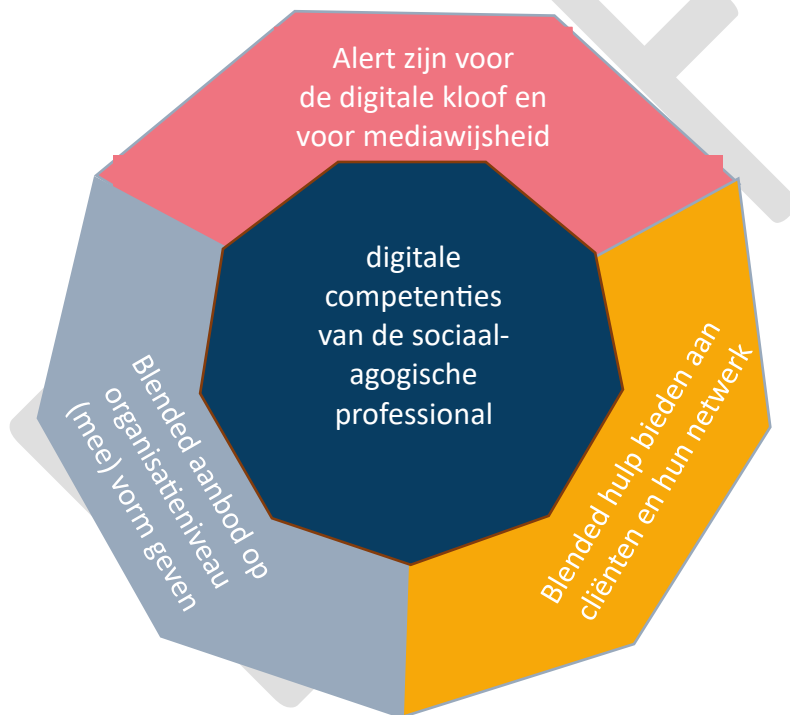 Alert zijn voor
de digitale kloof en
voor mediawijsheid
digitale
competenties
van de sociaal-
agogische
professional
Blended aanbod op
organisatieniveau
(mee) vorm geven
Blended hulp bieden aan
cliënten en hun netwerk